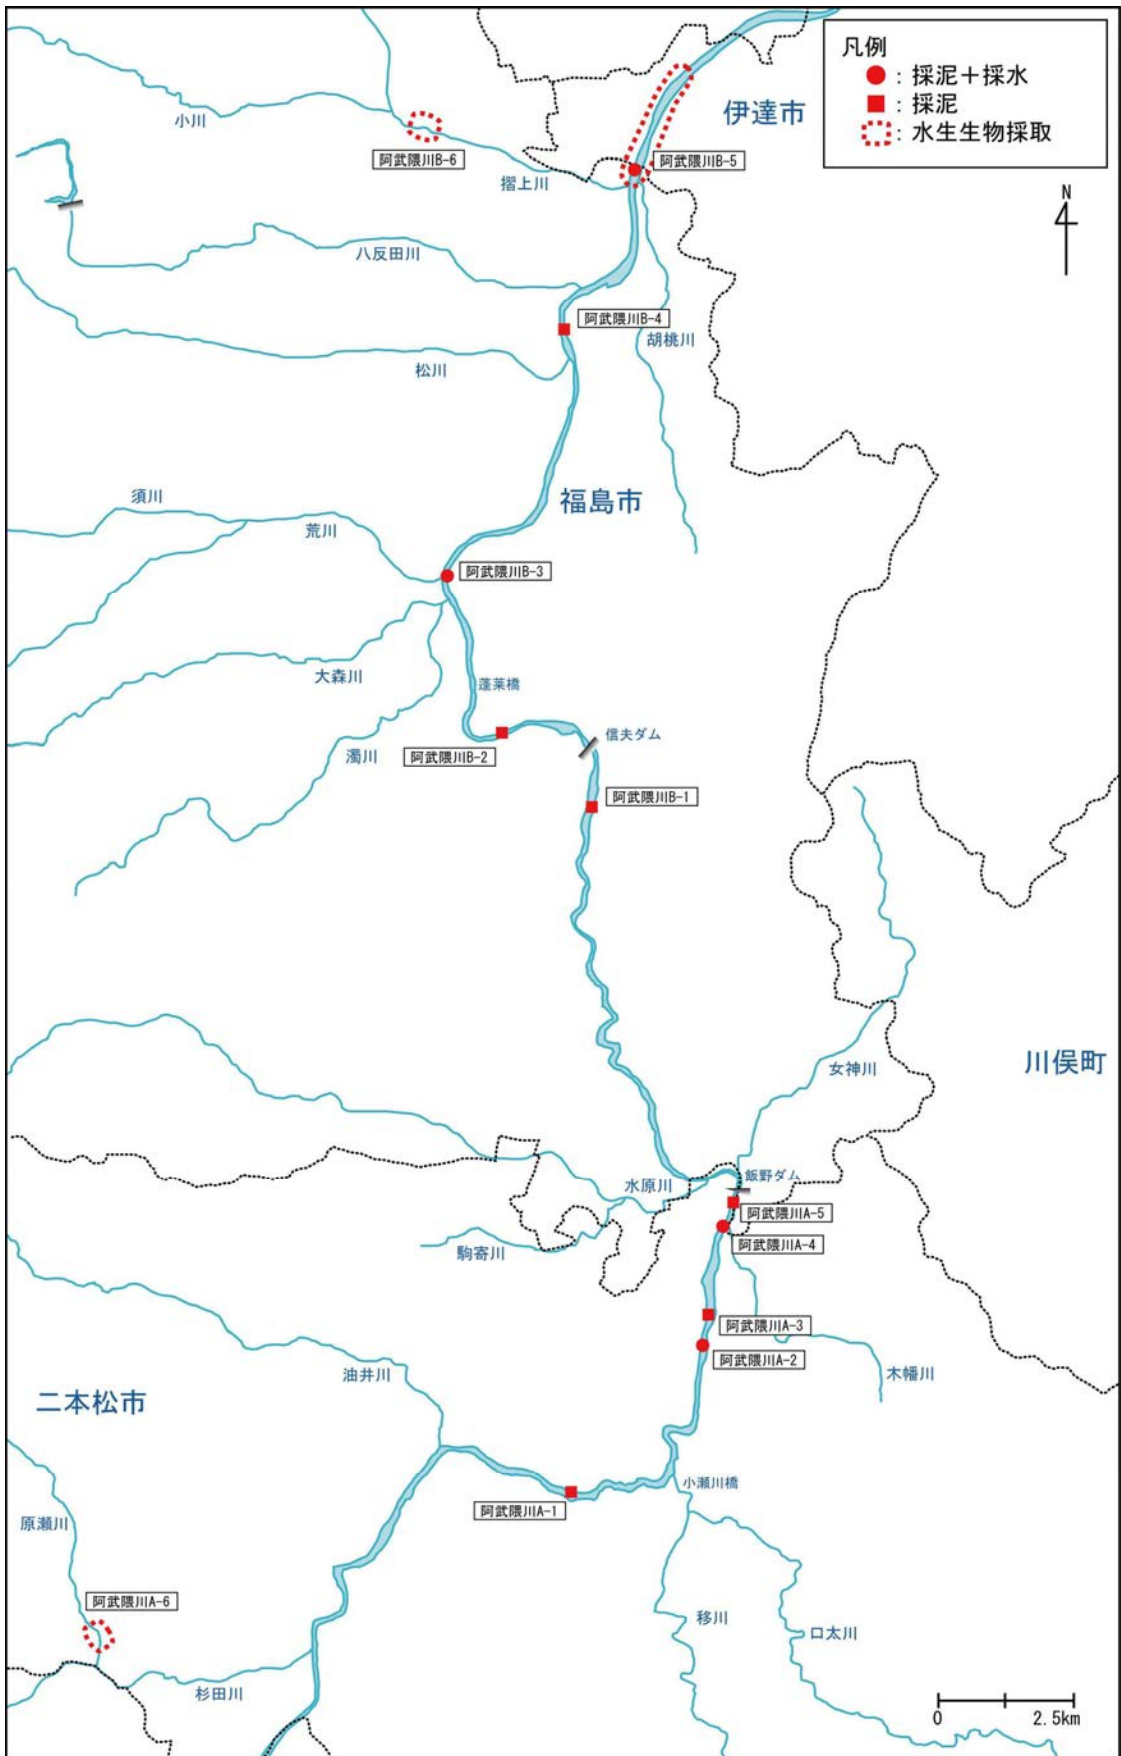 凡例
：採泥＋採水
：採泥
：水生生物採取
N
伊達市
小川
阿武隈川B-6
阿武隈川B-5
摺上川
八反田川
阿武隈川B-4
胡桃川
松川
須川
福島市
荒川
阿武隈川B-3
大森川
蓬莱橋
信夫ダム
濁川
阿武隈川B-2
阿武隈川B-1
川俣町
女神川
飯野ダム
水原川
阿武隈川A-5
駒寄川
阿武隈川A-4
阿武隈川A-3
阿武隈川A-2
油井川
木幡川
二本松市
小瀬川橋
阿武隈川A-1
原瀬川
阿武隈川A-6
移川
口太川
杉田川
0 2.5km